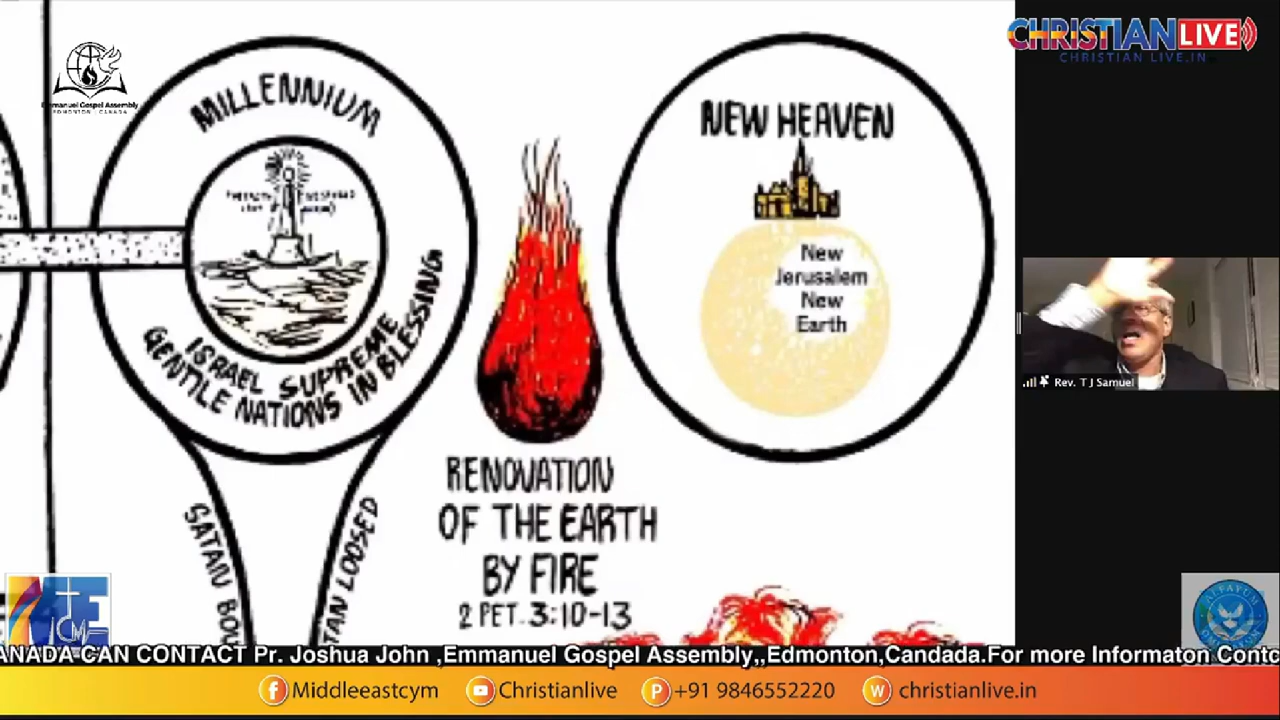 Emmanuel Gospel Assembly
EDMONTON | CANADA
CHRISTIAN LIVE
CHRISTIAN LIVE.IN
MILLENNIUM
ISRAEL SUPREME
GENTILE NATIONS IN BLESSING
NEW HEAVEN
New
Jerusalem
New
Earth
RENOVATION
OF THE EARTH
BY FIRE
2 PET. 3:10-13
SATAN
LOOSED
Rev. T J Samuel
ANADA CAN CONTACT Pr. Joshua John ,Emmanuel Gospel Assembly,,Edmonton,Candada.For more Informaton Contc
Middleeastcym
Christianlive
+91 9846552220
christianlive.in